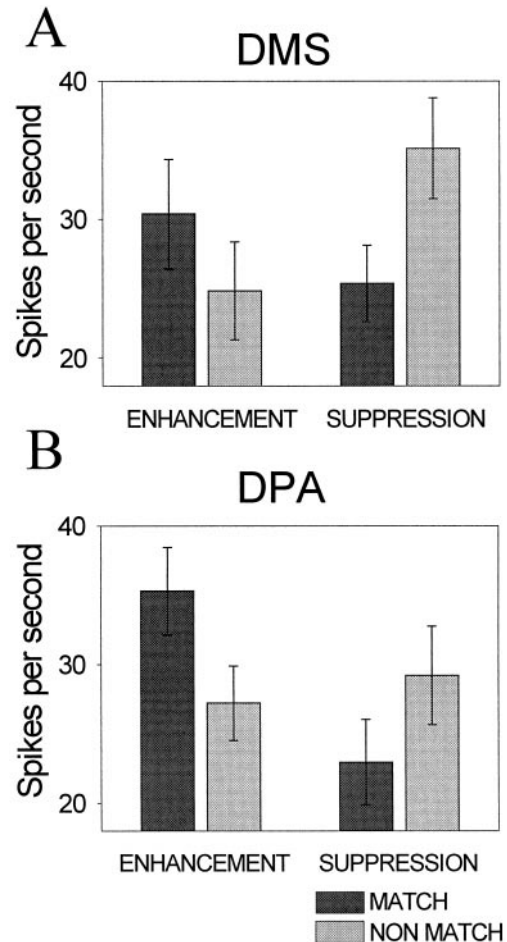 A
DMS
40
30
20
Spikes per second
ENHANCEMENT SUPPRESSION
B
DPA
40
30
20
Spikes per second
ENHANCEMENT SUPPRESSION
MATCH
NON MATCH